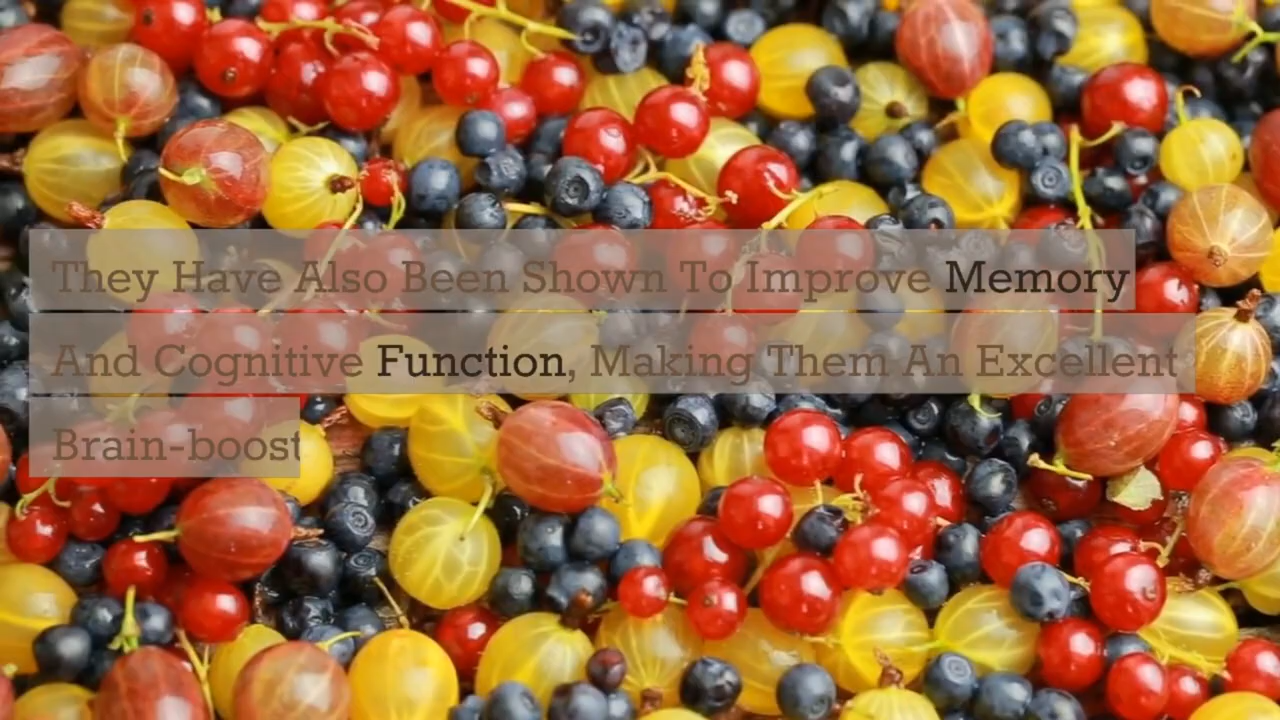 They Have Also Been Shown To Improve Memory
And Cognitive Function, Making Them An Excellent
Brain-boost